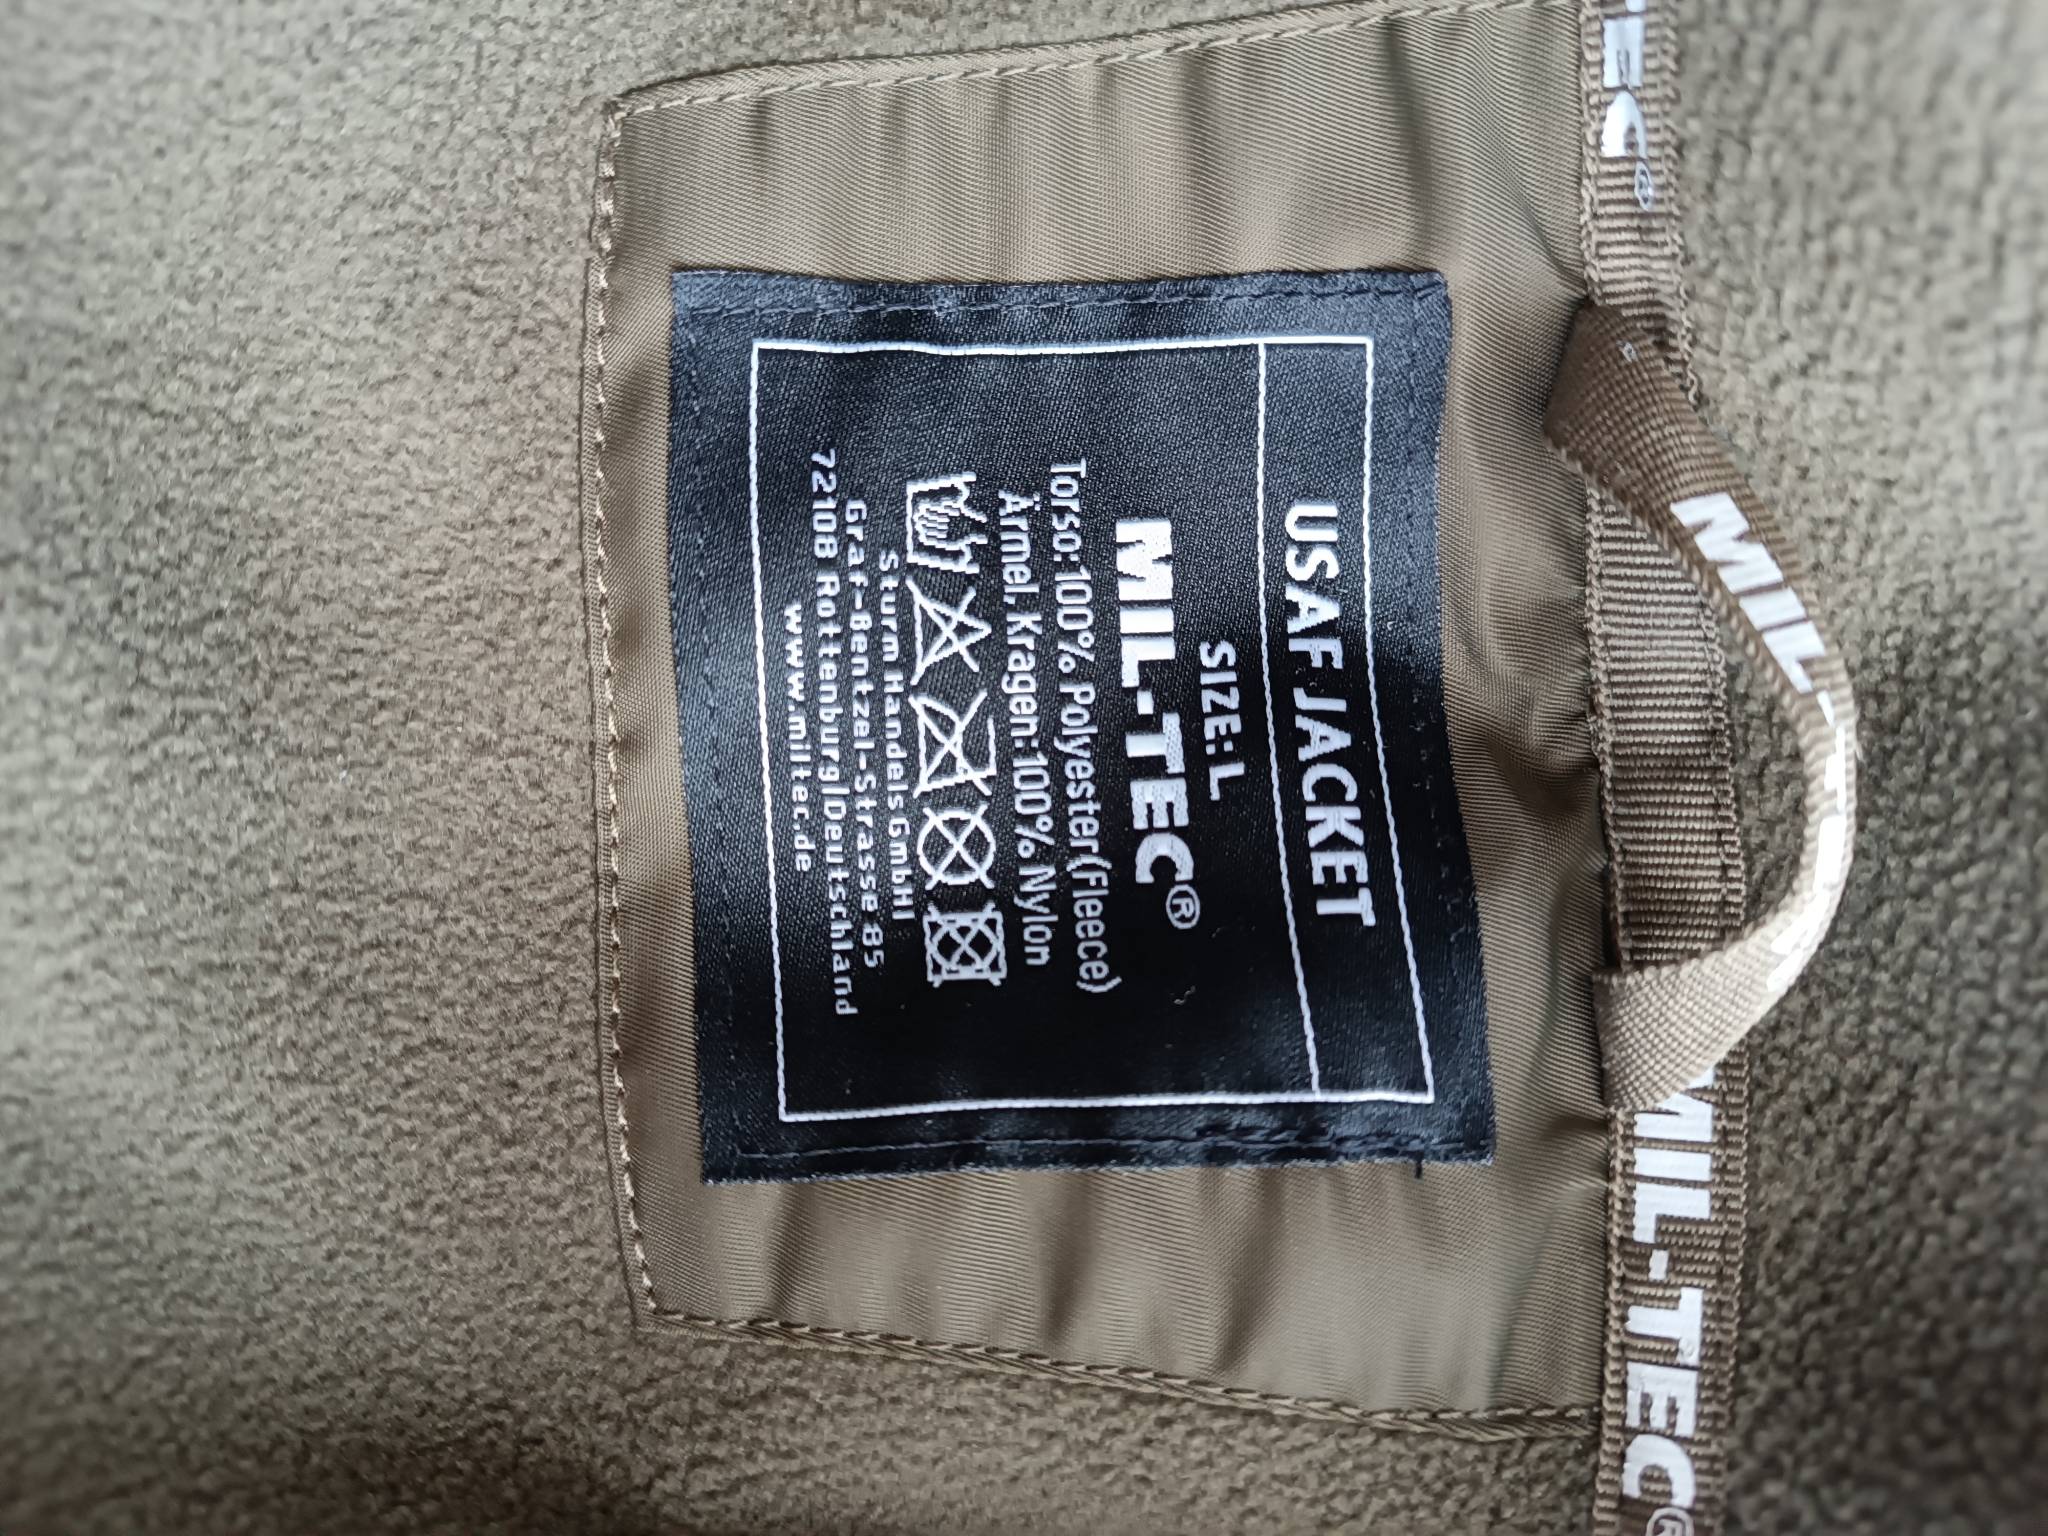 USAF JACKET
SIZE: L
MIL-TEC®
Torso: 100% Polyester(Fleece)
Ärmel, Kragen: 100% Nylon
Sturm Handels GmbH|
Graf-Bentzel-Strasse 85
72108 Rottenburg/Deutschland
www.miltec.de
TEC®
MIL-TEC
MIL-TEC®